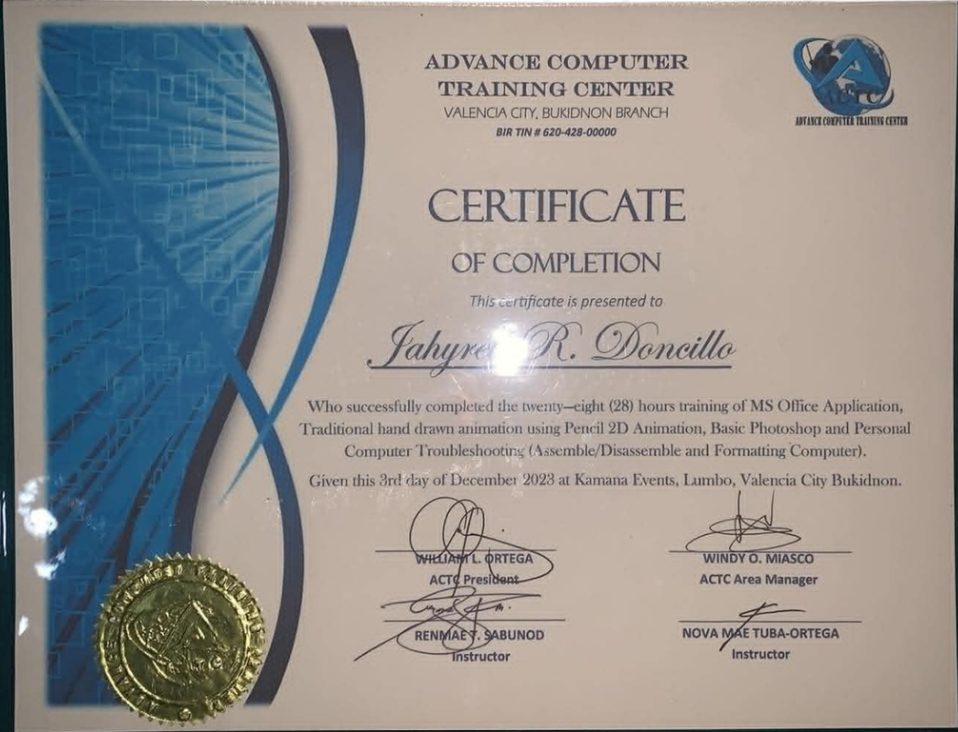 ADVANCE COMPUTER
TRAINING CENTER
VALENCIA CITY, BUKIDNON BRANCH
BIR TIN # 620-428-00000
ACTC
ADVANCE COMPUTER TRAINING CENTER
CERTIFICATE
OF COMPLETION
This certificate is presented to
R. Doncillo
Who successfully completed the twenty–eight (28) hours training of MS Office Application,
Traditional hand drawn animation using Pencil 2D Animation, Basic Photoshop and Personal
Computer Troubleshooting (Assemble/Disassemble and Formatting Computer).
Given this 3rd day of December 2023 at Kamana Events, Lumbo, Valencia City Bukidnon.
WILLIAM L. ORTEGA
ACTC President
WINDY O. MIASCO
ACTC Area Manager
RENMAE T. SABUNOD
Instructor
NOVA MAE TUBA-ORTEGA
Instructor